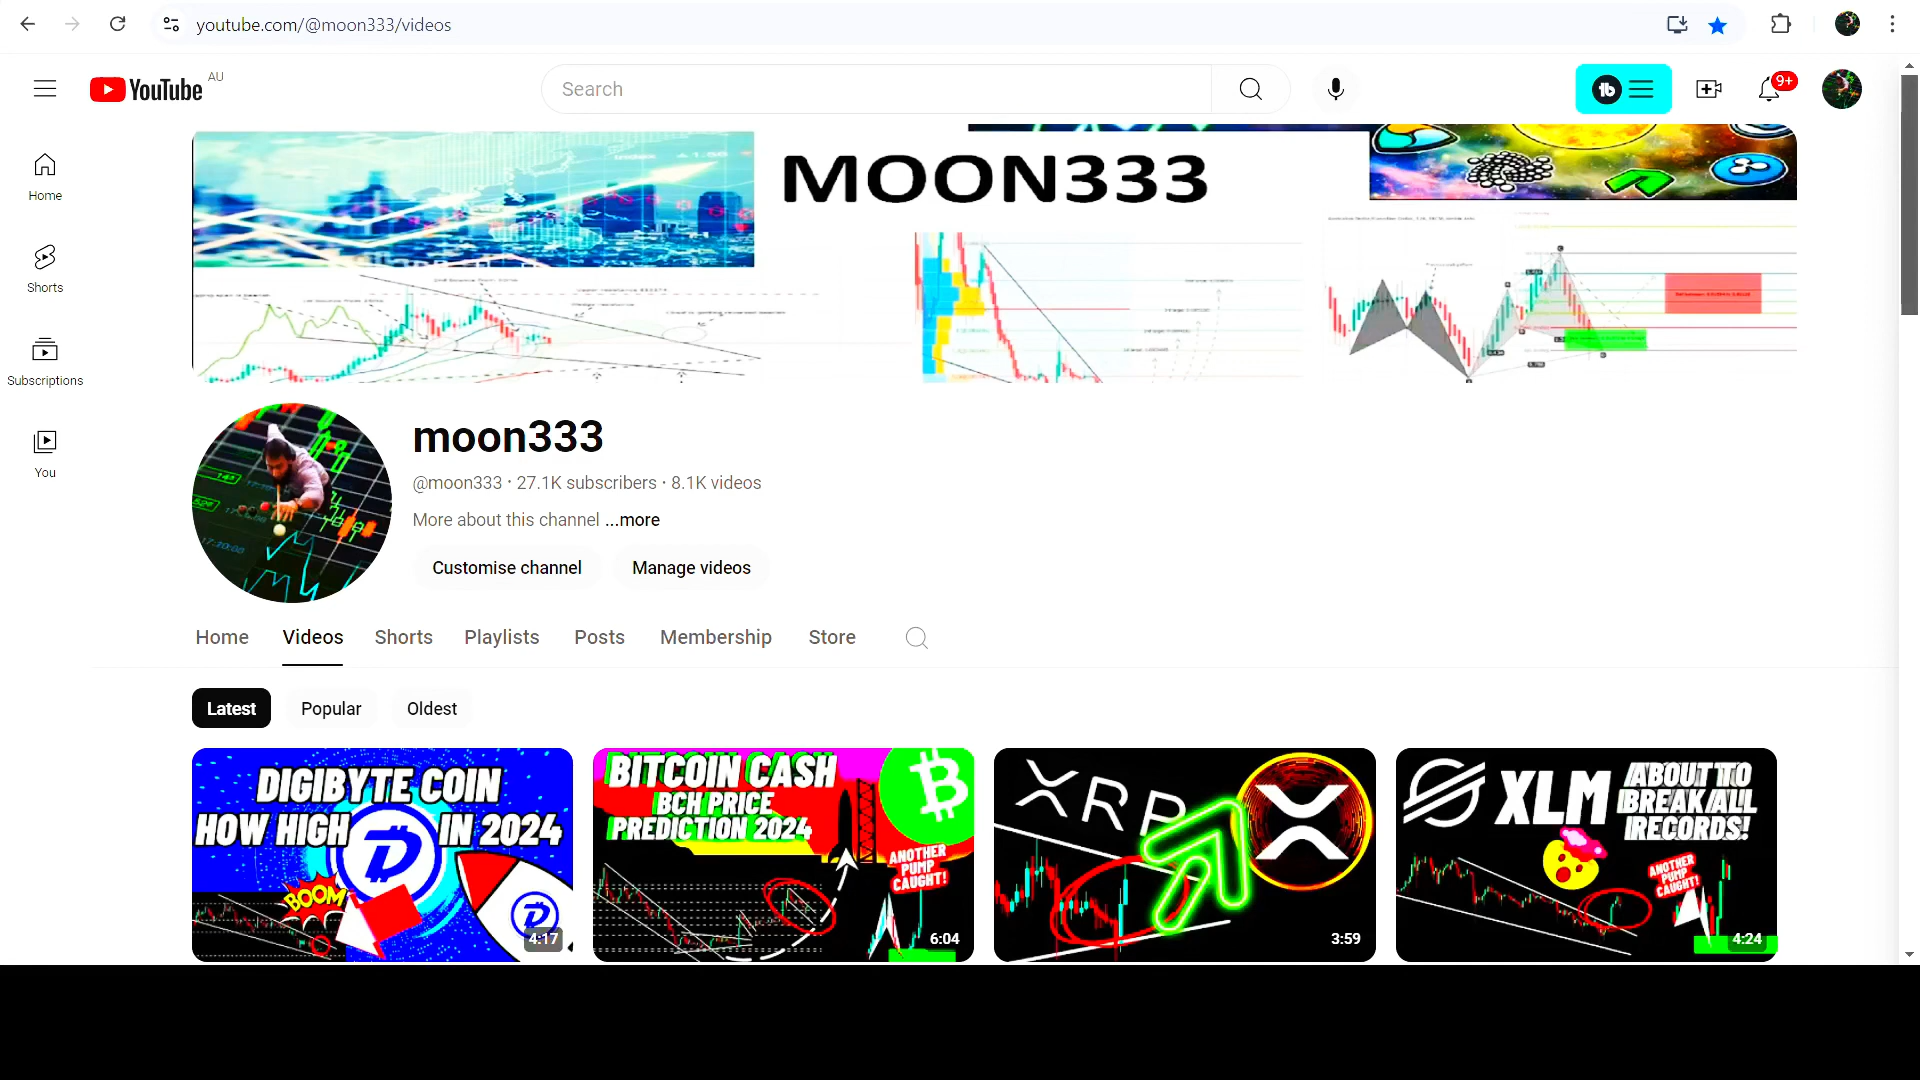 youtube.com/@moon333/videos
YouTube AU
Search
9+
Home
Shorts
Subscriptions
You
MOON333
moon333
@moon333 · 27.1K subscribers · 8.1K videos
More about this channel ...more
Customise channel
Manage videos
Home
Videos
Shorts
Playlists
Posts
Membership
Store
Latest
Popular
Oldest
DIGIBYTE COIN
HOW HIGH IN 2024
BOOM
4:17
BITCOIN CASH
BCH PRICE
PREDICTION 2024
ANOTHER
PUMP
CAUGHT!
6:04
XRP
3:59
XLM
ABOUT TO
BREAK ALL
RECORDS!
ANOTHER
PUMP
CAUGHT!
4:24